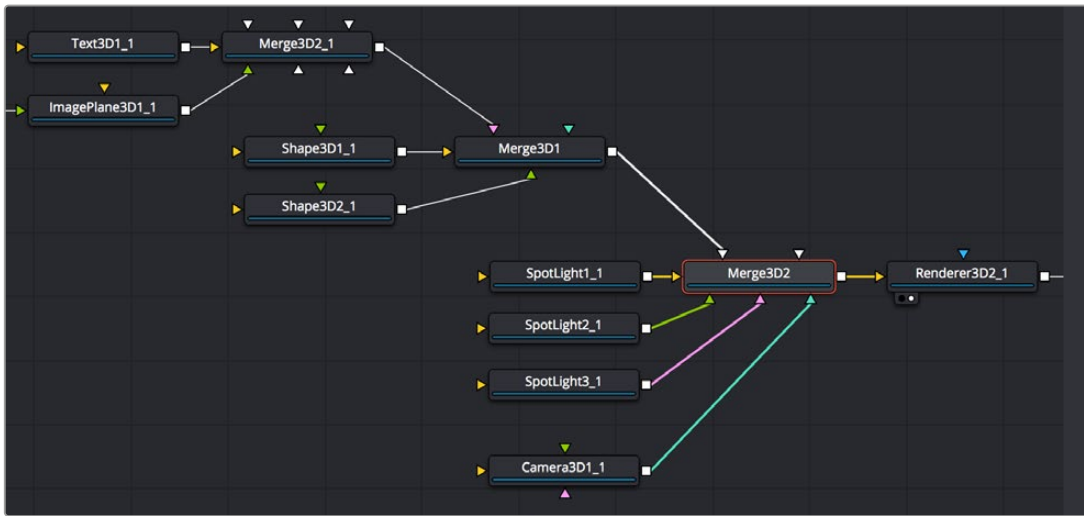 Text3D1_1
Merge3D2_1
ImagePlane3D1_1
Shape3D1_1
Merge3D1
Shape3D2_1
SpotLight1_1
Merge3D2
Renderer3D2_1
SpotLight2_1
SpotLight3_1
Camera3D1_1